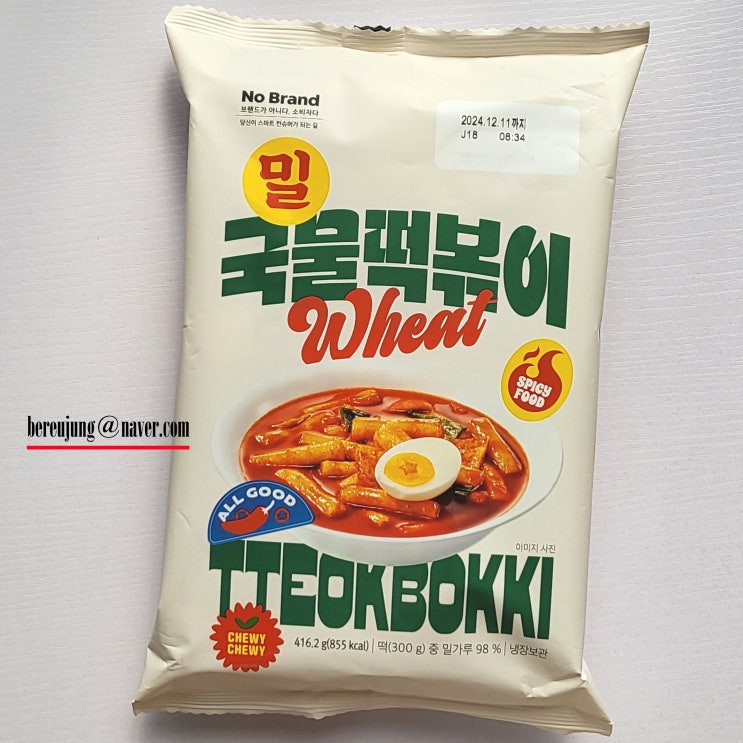 No Brand
브랜드가 아니다. 소비자다
당신이 스마트 컨슈머가 되는 길
2024.12.11까지
J18 08:34
밀
국물떡볶이
Wheat
SPICY
FOOD
bereujung@naver.com
ALL GOOD
이미지 사진
TTEOKBOKKI
CHEWY
CHEWY
416.2 g(855 kcal) | 떡(300 g) 중 밀가루 98 % | 냉장보관